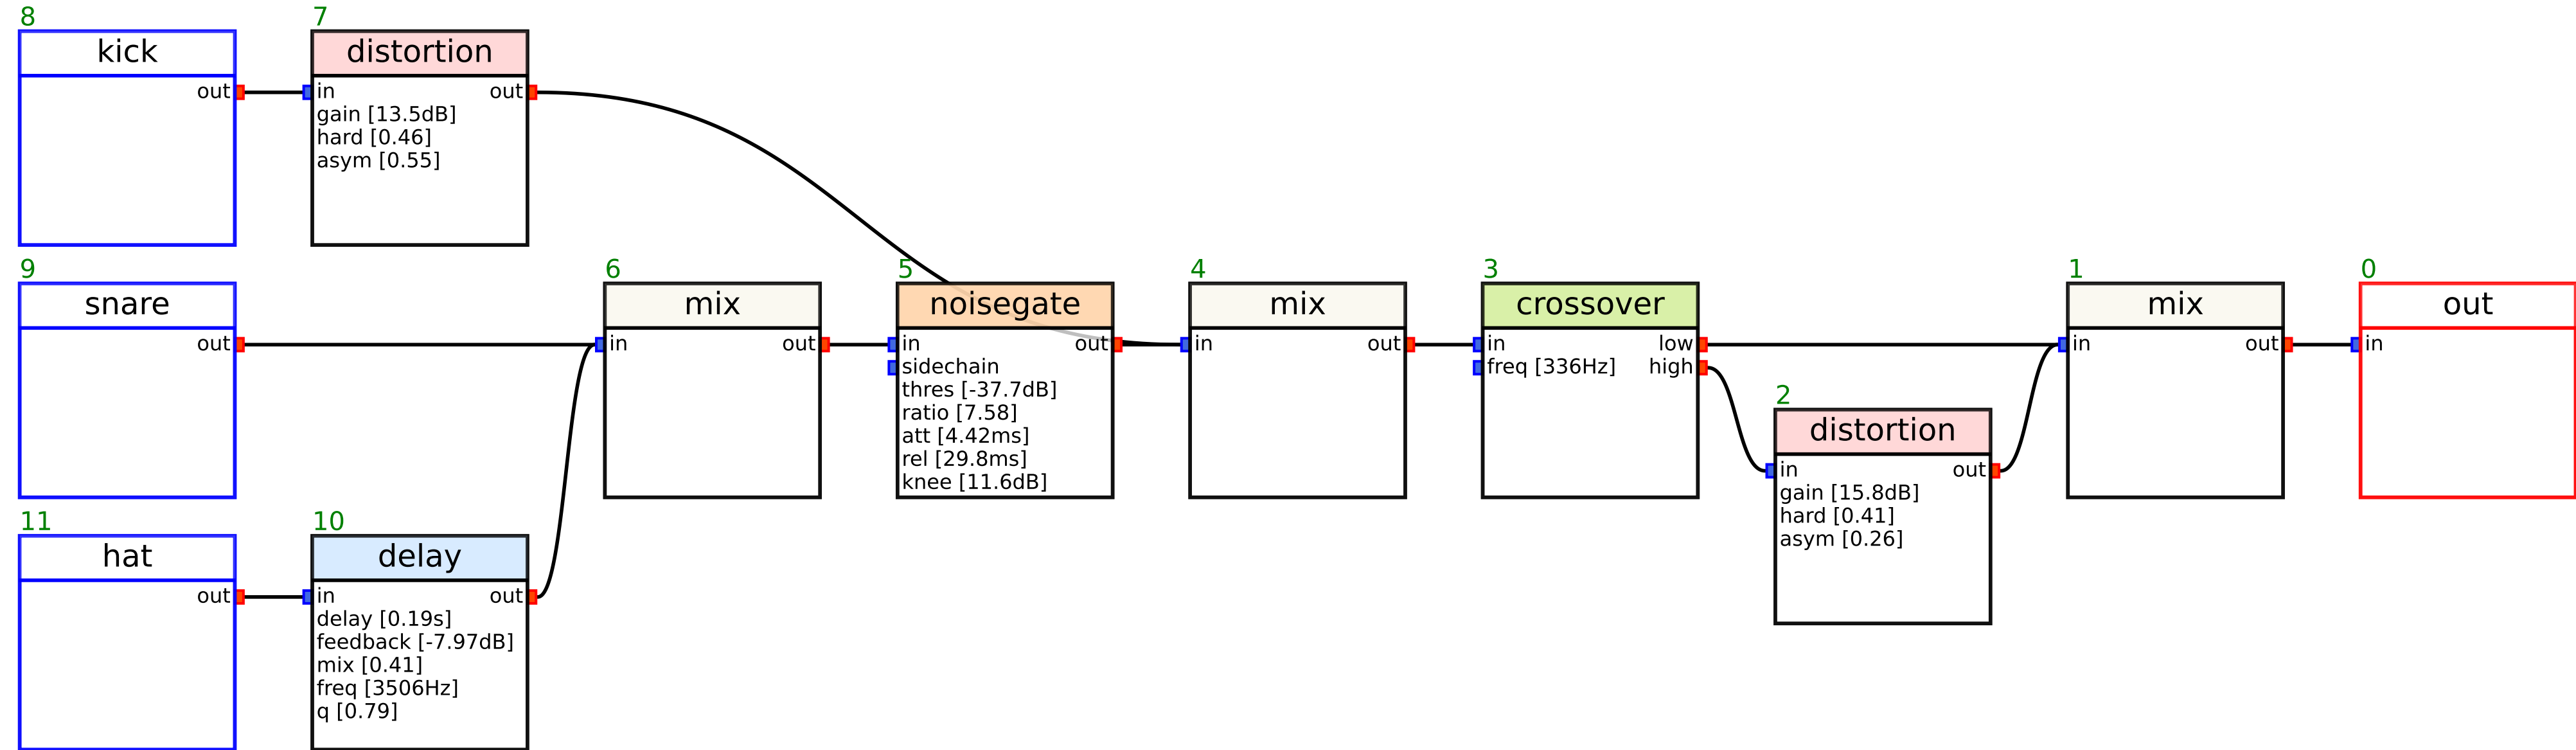 8
kick
out
7
distortion
in out
gain [13.5dB]
hard [0.46]
asym [0.55]
9
snare
out
6
mix
in out
5
noisegate
in out
sidechain
thres [-37.7dB]
ratio [7.58]
att [4.42ms]
rel [29.8ms]
knee [11.6dB]
4
mix
in out
3
crossover
in low
freq [336Hz] high
2
distortion
in out
gain [15.8dB]
hard [0.41]
asym [0.26]
1
mix
in out
0
out
in
11
hat
out
10
delay
in out
delay [0.19s]
feedback [-7.97dB]
mix [0.41]
freq [3506Hz]
q [0.79]